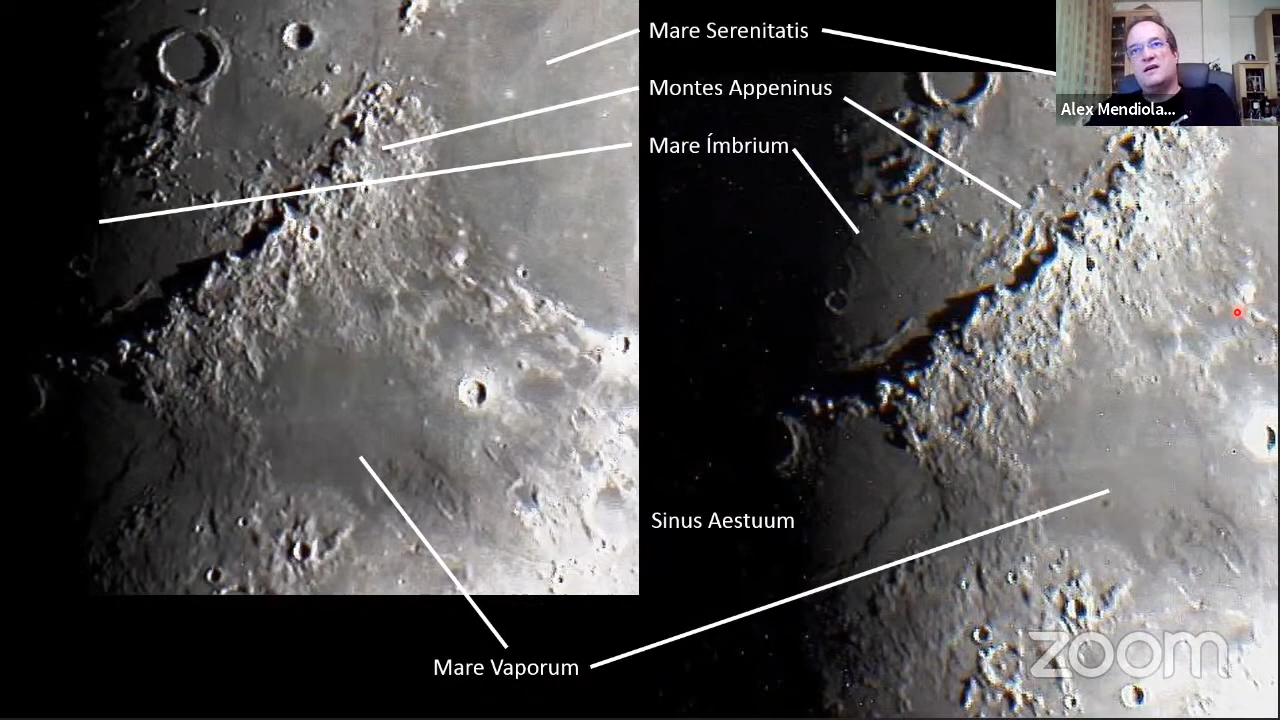 Mare Serenitatis
Montes Appeninus
Alex Mendiola...
Mare Ímbrium
Sinus Aestuum
Mare Vaporum
zoom